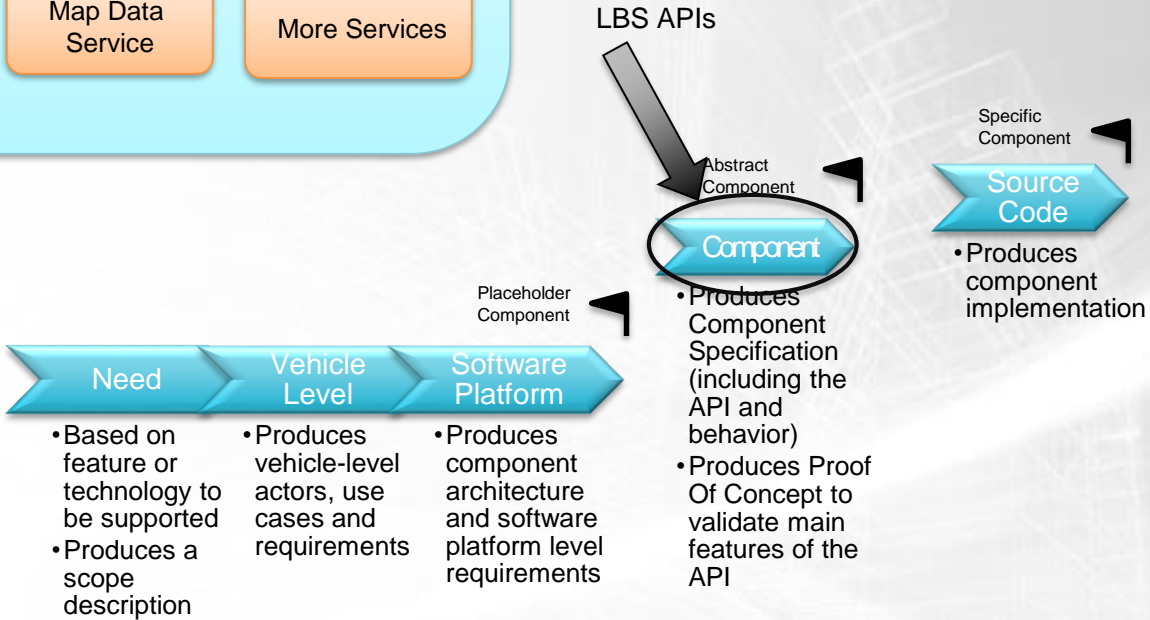 Map Data
Service
More Services
LBS APIs
Specific
Component
Source
Code
•Produces
component
implementation
Abstract
Component
Component
•Produces
Component
Specification
(including the
API and
behavior)
•Produces Proof
Of Concept to
validate main
features of the
API
Placeholder
Component
Need
•Based on
feature or
technology to
be supported
•Produces a
scope
description
Vehicle
Level
•Produces
vehicle-level
actors, use
cases and
requirements
Software
Platform
•Produces
component
architecture
and software
platform level
requirements